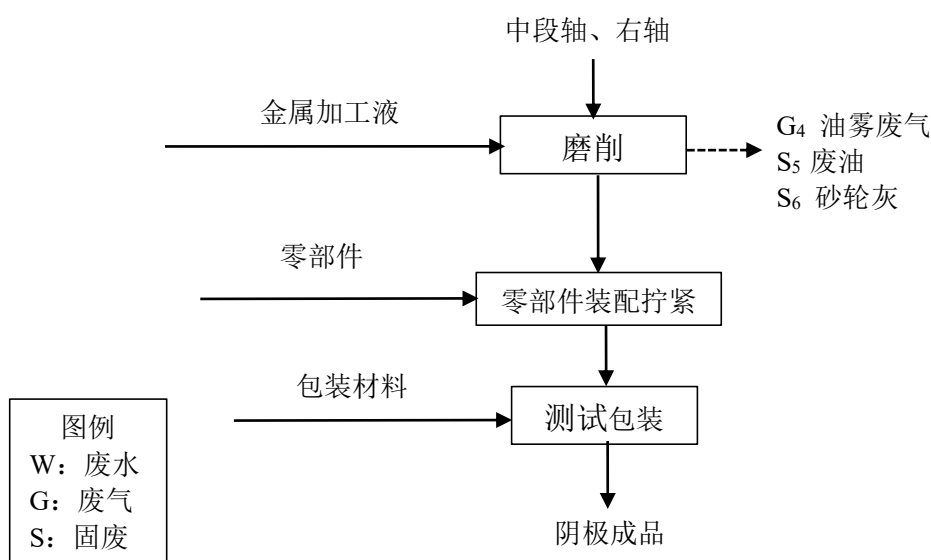 中段轴、右轴
金属加工液
磨削
G₄ 油雾废气
S₅ 废油
S₆ 砂轮灰
零部件
零部件装配拧紧
包装材料
测试包装
图例
W：废水
G：废气
S：固废
阴极成品